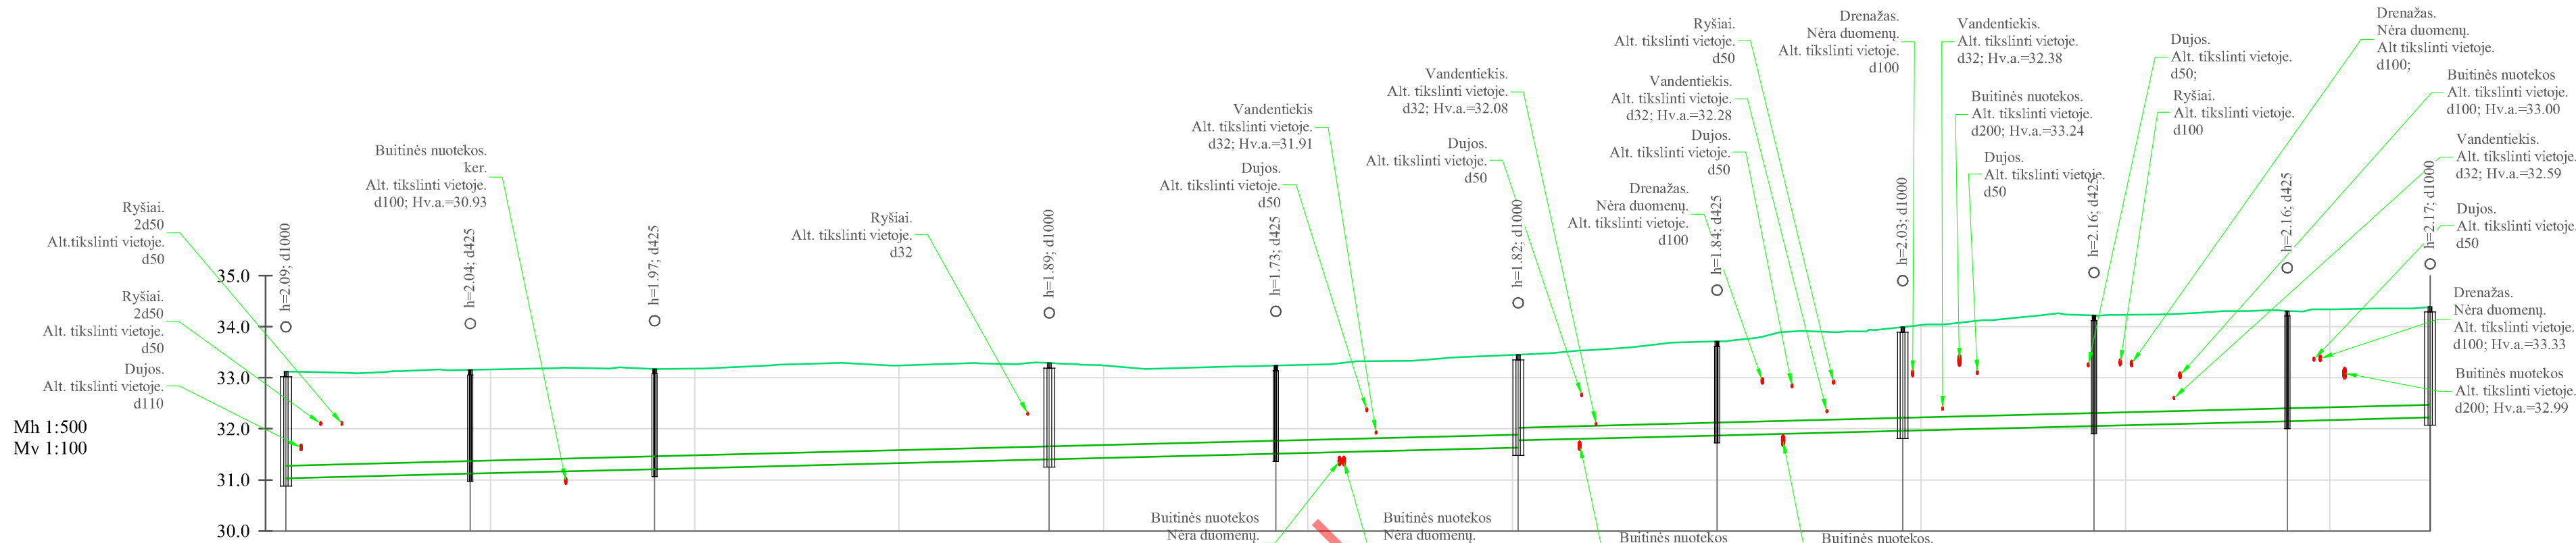 Ryšiai.
2d50
Alt.tikslinti vietoje.
d50
Ryšiai.
2d50
Alt. tikslinti vietoje.
d50
Dujos.
Alt. tikslinti vietoje.
d110
Mh 1:500
Mv 1:100
35.0
34.0
33.0
32.0
31.0
30.0
h=2.09; d1000
Buitinės nuotekos.
ker.
Alt. tikslinti vietoje.
d100; Hv.a.=30.93
h=2.04; d425
h=1.97; d425
Ryšiai.
Alt. tikslinti vietoje.
d32
h=1.89; d1000
Vandentiekis
Alt. tikslinti vietoje.
d32; Hv.a.=31.91
Dujos.
Alt. tikslinti vietoje.
d50
h=1.73; d425
Buitinės nuotekos
Nėra duomenų.
Buitinės nuotekos
Nėra duomenų.
Vandentiekis.
Alt. tikslinti vietoje.
d32; Hv.a.=32.08
Dujos.
Alt. tikslinti vietoje.
d50
h=1.82; d1000
Buitinės nuotekos
Ryšiai.
Alt. tikslinti vietoje.
d50
Vandentiekis.
Alt. tikslinti vietoje.
d32; Hv.a.=32.28
Dujos.
Alt. tikslinti vietoje.
d50
Drenažas.
Nėra duomenų.
Alt. tikslinti vietoje.
d100
h=1.84; d425
Buitinės nuotekos.
Drenažas.
Nėra duomenų.
Alt. tikslinti vietoje.
d100
h=2.03; d1000
Vandentiekis.
Alt. tikslinti vietoje.
d32; Hv.a.=32.38
Buitinės nuotekos.
Alt. tikslinti vietoje.
d200; Hv.a.=33.24
Dujos.
Alt. tikslinti vietoje.
d50
h=2.16; d425
Dujos.
Alt. tikslinti vietoje.
d50;
Ryšiai.
Alt. tikslinti vietoje.
d100
h=2.16; d425
Drenažas.
Nėra duomenų.
Alt tikslinti vietoje.
d100;
Buitinės nuotekos
Alt. tikslinti vietoje.
d100; Hv.a.=33.00
Vandentiekis.
Alt. tikslinti vietoje.
d32; Hv.a.=32.59
h=2.17; d1000
Dujos.
Alt. tikslinti vietoje.
d50
Drenažas.
Nėra duomenų.
Alt. tikslinti vietoje.
d100; Hv.a.=33.33
Buitinės nuotekos
Alt. tikslinti vietoje.
d200; Hv.a.=32.99